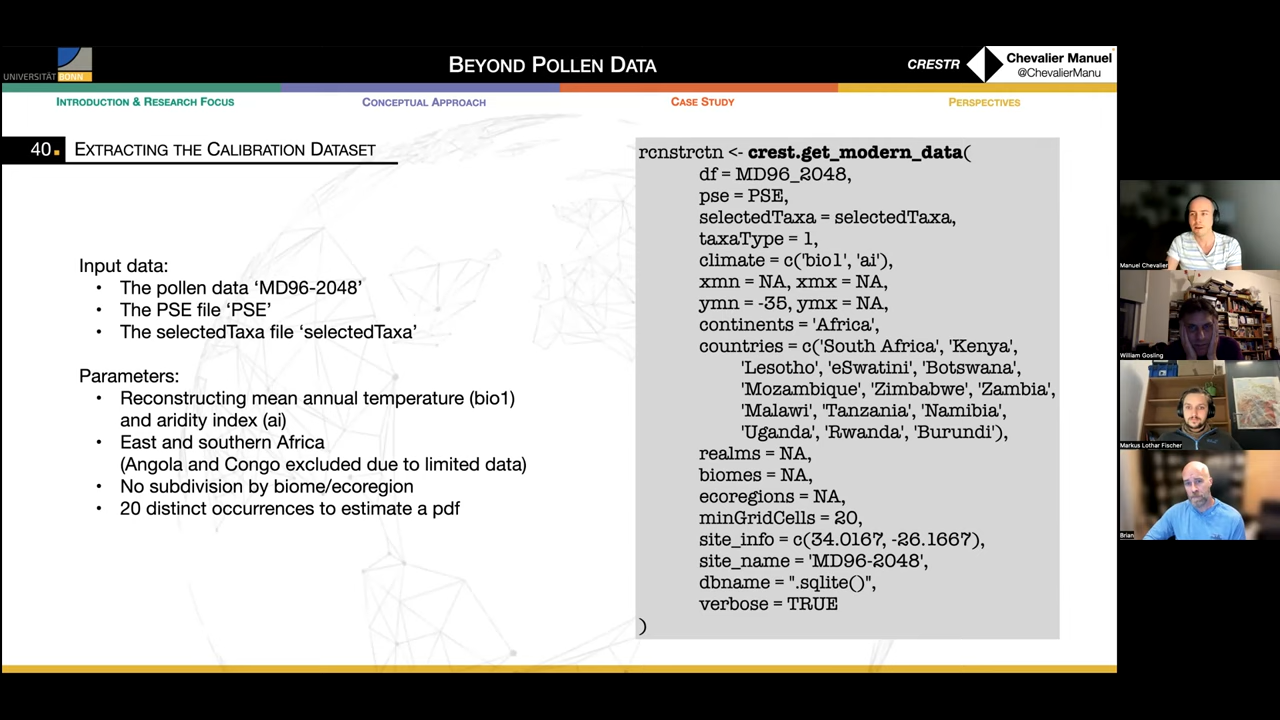 UNIVERSITÄT BONN
BEYOND POLLEN DATA
CRESTR
Chevalier Manuel
@ChevalierManu
INTRODUCTION & RESEARCH FOCUS
CONCEPTUAL APPROACH
CASE STUDY
PERSPECTIVES
40. EXTRACTING THE CALIBRATION DATASET
Input data:
• The pollen data ‘MD96-2048’
• The PSE file ‘PSE’
• The selectedTaxa file ‘selectedTaxa’
Parameters:
• Reconstructing mean annual temperature (bio1)
and aridity index (ai)
• East and southern Africa
(Angola and Congo excluded due to limited data)
• No subdivision by biome/ecoregion
• 20 distinct occurrences to estimate a pdf
rcnstrctn <- crest.get_modern_data(
df = MD96_2048,
pse = PSE,
selectedTaxa = selectedTaxa,
taxaType = 1,
climate = c('bio1', 'ai'),
xmn = NA, xmx = NA,
ymn = -35, ymx = NA,
continents = 'Africa',
countries = c('South Africa', 'Kenya',
'Lesotho', 'eSwatini', 'Botswana',
'Mozambique', 'Zimbabwe', 'Zambia',
'Malawi', 'Tanzania', 'Namibia',
'Uganda', 'Rwanda', 'Burundi'),
realms = NA,
biomes = NA,
ecoregions = NA,
minGridCells = 20,
site_info = c(34.0167, -26.1667),
site_name = 'MD96-2048',
dbname = ".sqlite()",
verbose = TRUE
)
Manuel Chevalier
William Gosling
Markus Lothar Fischer
Brian